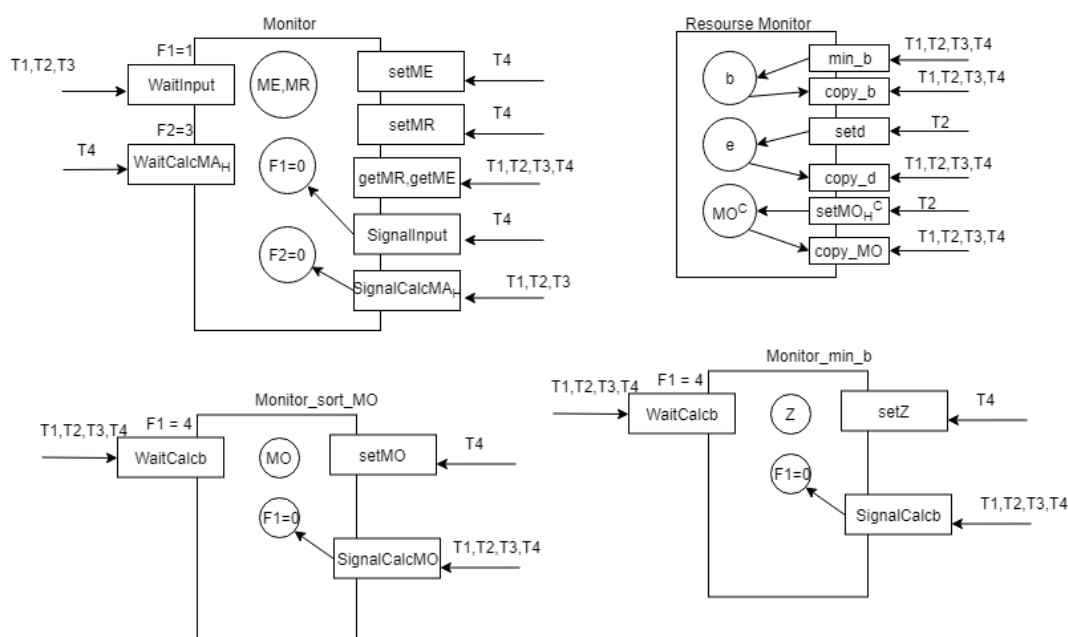 Monitor
F1=1
T1,T2,T3
WaitInput
F2=3
T4
WaitCalcMA_H
ME,MR
F1=0
F2=0
setME
T4
setMR
T4
getMR,getME
T1,T2,T3,T4
SignalInput
T4
SignalCalcMA_H
T1,T2,T3
Resourse Monitor
b
e
MO^C
min_b
T1,T2,T3,T4
copy_b
T1,T2,T3,T4
setd
T2
copy_d
T1,T2,T3,T4
setMO_H^C
T2
copy_MO
T1,T2,T3,T4
Monitor_sort_MO
F1 = 4
T1,T2,T3,T4
WaitCalcb
MO
F1=0
setMO
T4
SignalCalcMO
T1,T2,T3,T4
Monitor_min_b
F1 = 4
T1,T2,T3,T4
WaitCalcb
Z
F1=0
setZ
T4
SignalCalcb
T1,T2,T3,T4